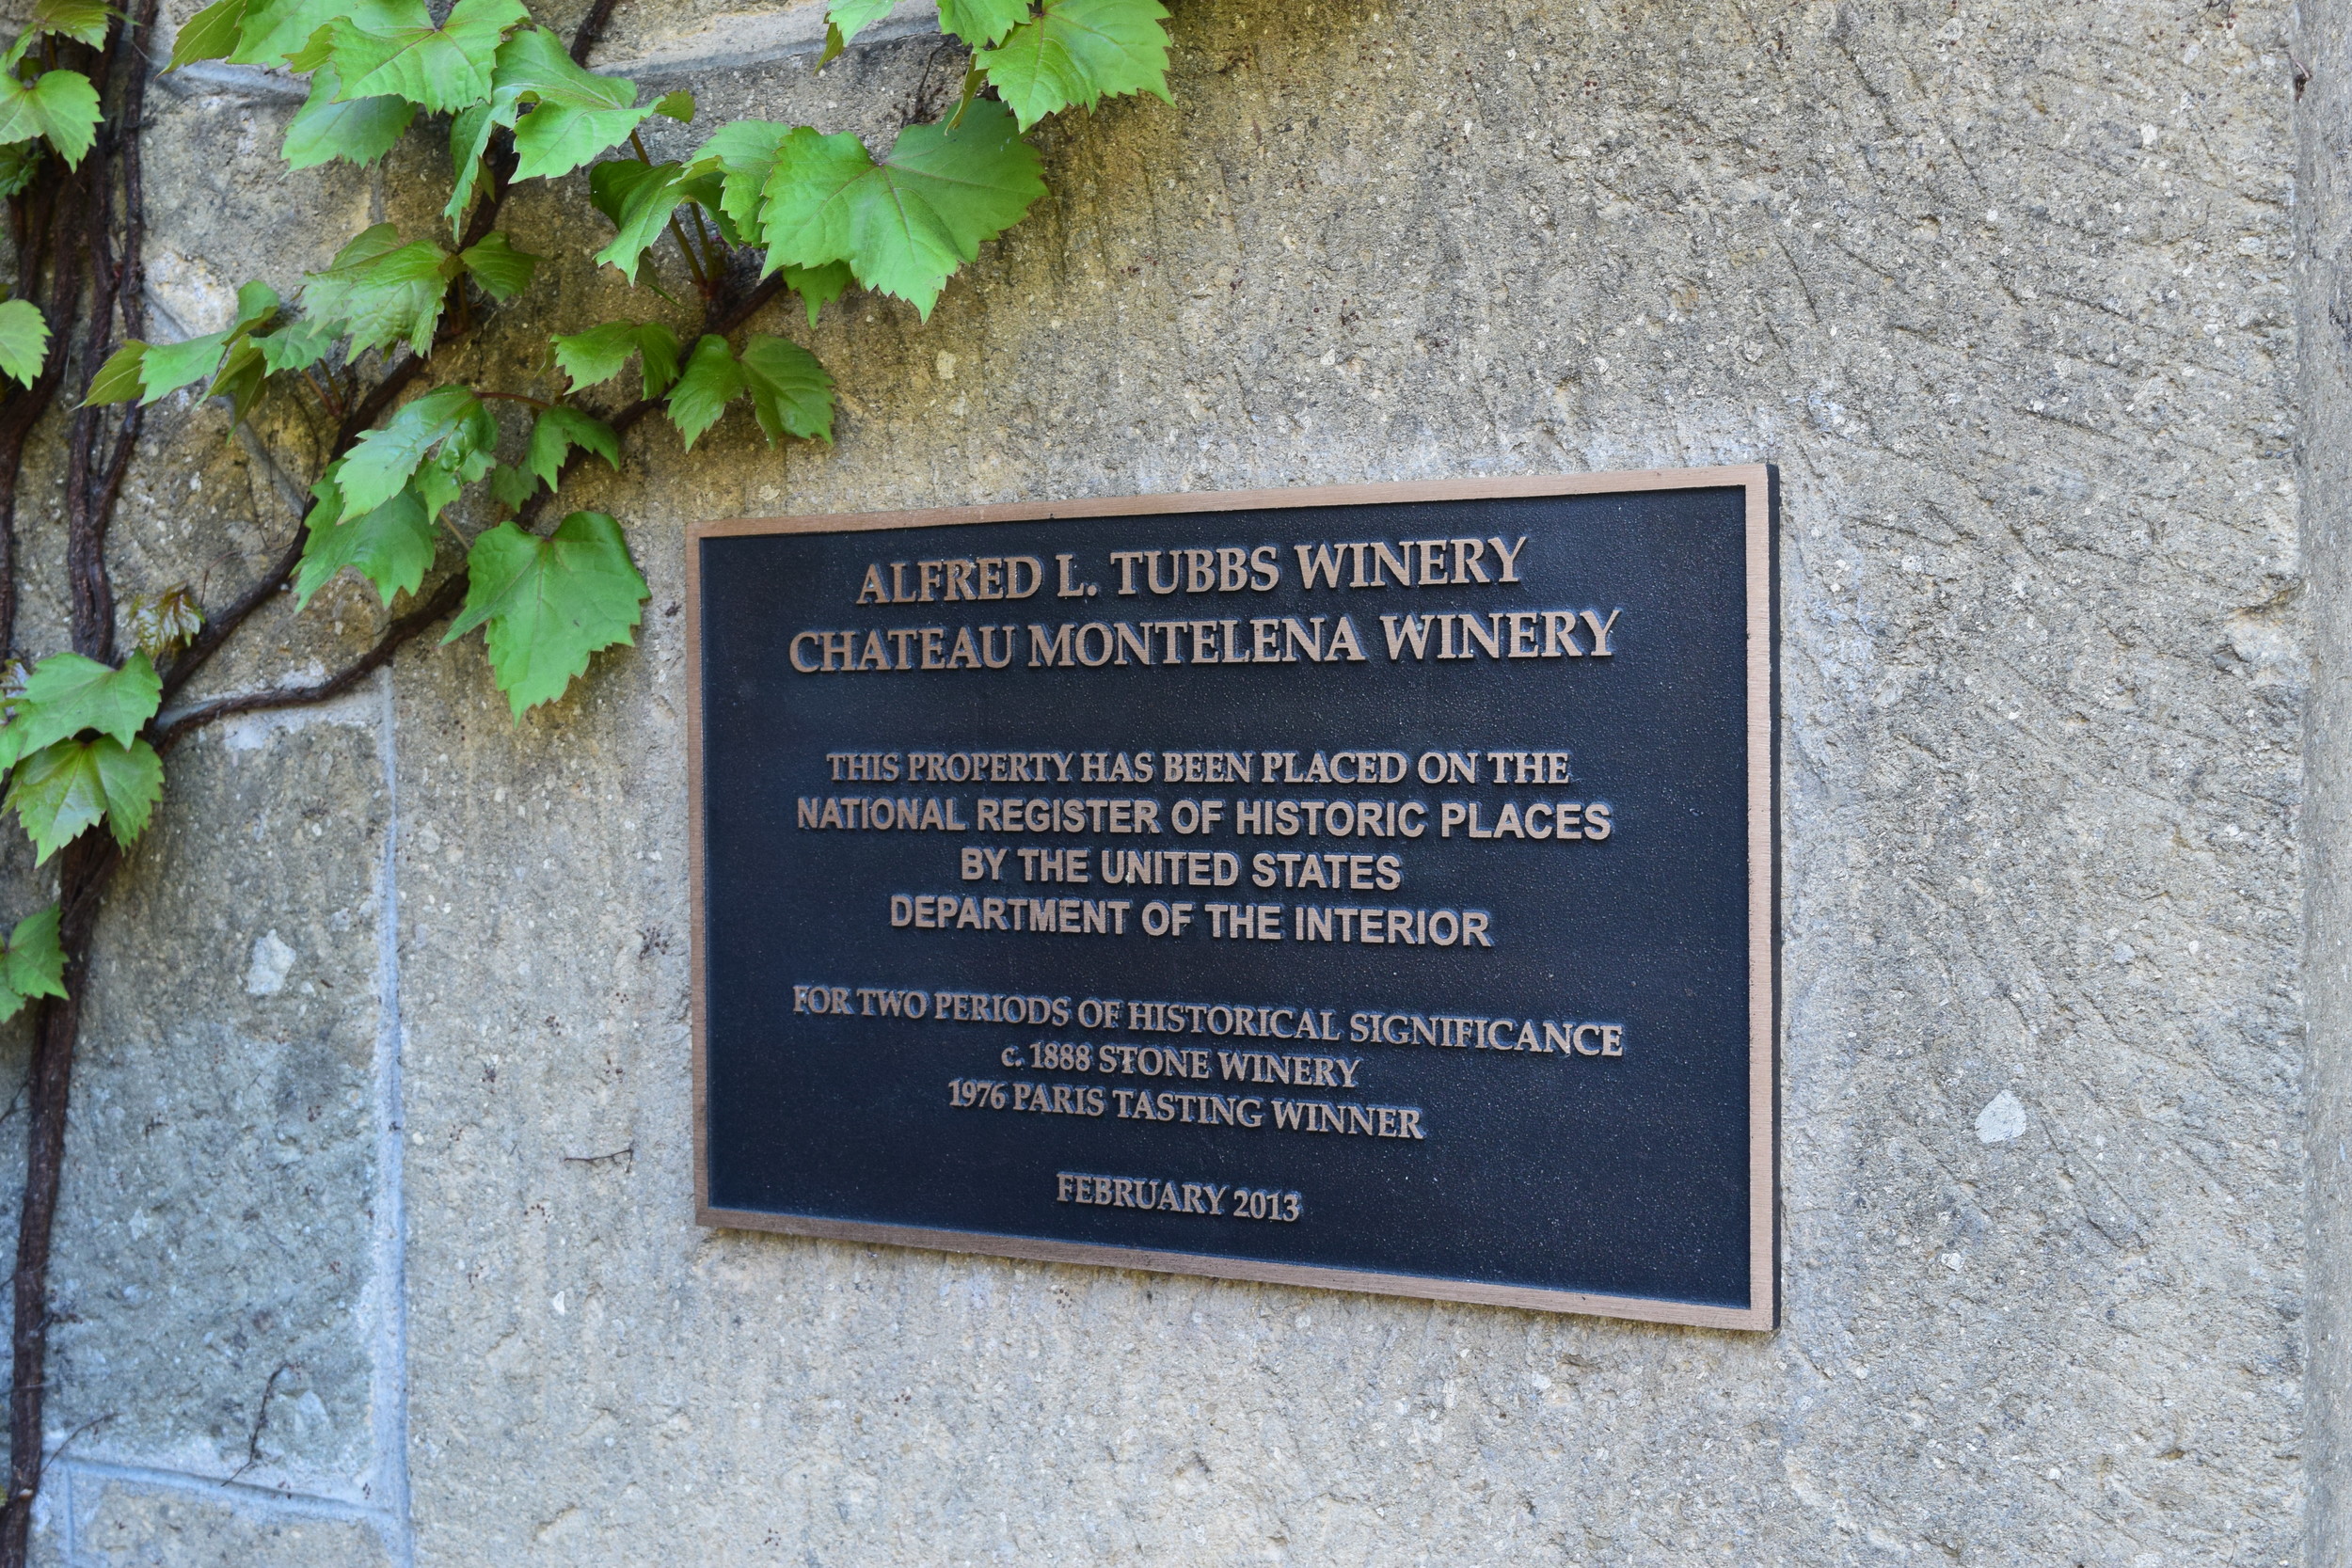 ALFRED L. TUBBS WINERY
CHATEAU MONTELENA WINERY
THIS PROPERTY HAS BEEN PLACED ON THE
NATIONAL REGISTER OF HISTORIC PLACES
BY THE UNITED STATES
DEPARTMENT OF THE INTERIOR
FOR TWO PERIODS OF HISTORICAL SIGNIFICANCE
c. 1888 STONE WINERY
1976 PARIS TASTING WINNER
FEBRUARY 2013